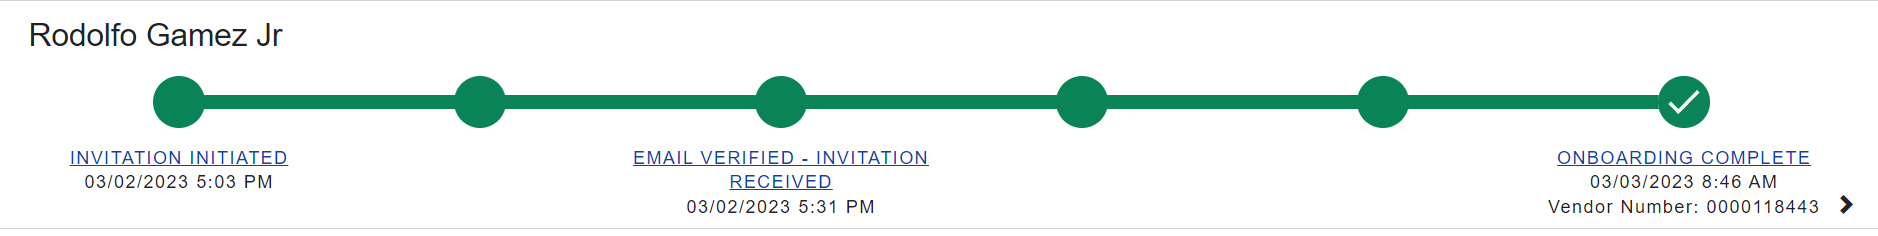 Rodolfo Gamez Jr
INVITATION INITIATED
03/02/2023 5:03 PM
EMAIL VERIFIED - INVITATION
RECEIVED
03/02/2023 5:31 PM
ONBOARDING COMPLETE
03/03/2023 8:46 AM
Vendor Number: 0000118443